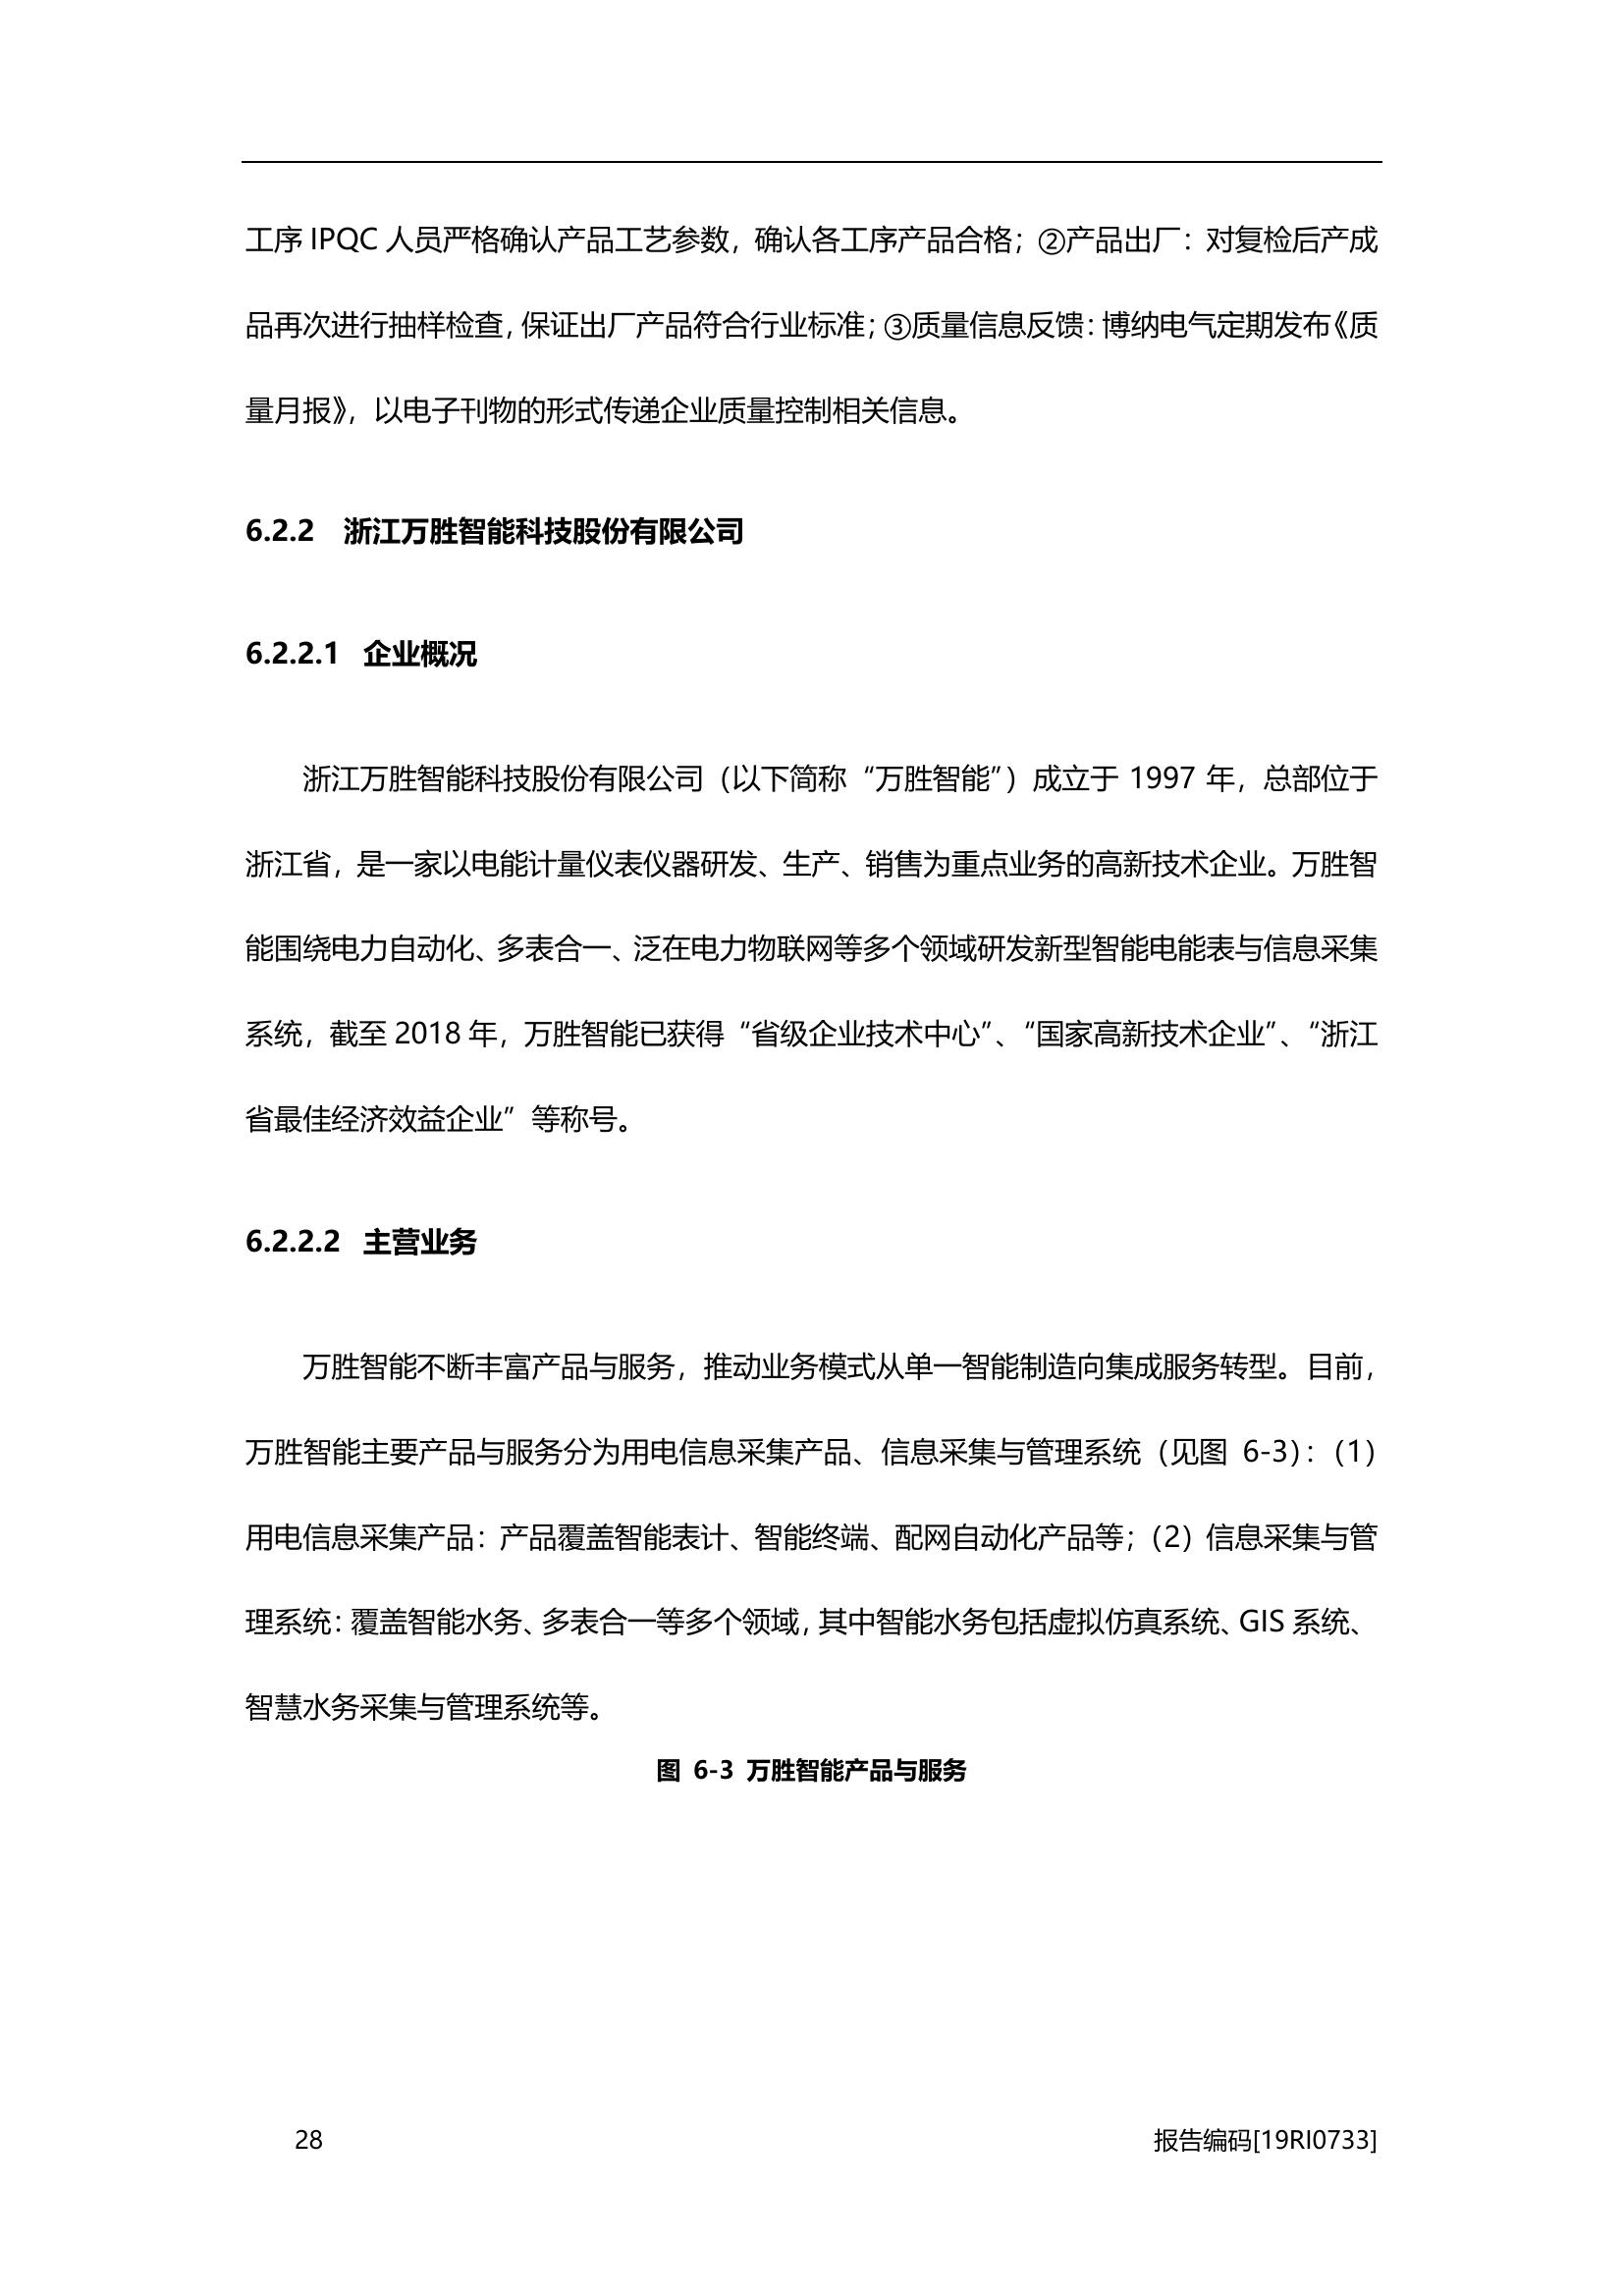 工序 IPQC 人员严格确认产品工艺参数，确认各工序产品合格；②产品出厂：对复检后产成
品再次进行抽样检查，保证出厂产品符合行业标准；③质量信息反馈：博纳电气定期发布《质
量月报》，以电子刊物的形式传递企业质量控制相关信息。
6.2.2 浙江万胜智能科技股份有限公司
6.2.2.1 企业概况
浙江万胜智能科技股份有限公司（以下简称“万胜智能”）成立于 1997 年，总部位于
浙江省，是一家以电能计量仪表仪器研发、生产、销售为重点业务的高新技术企业。万胜智
能围绕电力自动化、多表合一、泛在电力物联网等多个领域研发新型智能电能表与信息采集
系统，截至 2018 年，万胜智能已获得“省级企业技术中心”、“国家高新技术企业”、“浙江
省最佳经济效益企业”等称号。
6.2.2.2 主营业务
万胜智能不断丰富产品与服务，推动业务模式从单一智能制造向集成服务转型。目前，
万胜智能主要产品与服务分为用电信息采集产品、信息采集与管理系统（见图 6-3）：（1）
用电信息采集产品：产品覆盖智能表计、智能终端、配网自动化产品等；（2）信息采集与管
理系统：覆盖智能水务、多表合一等多个领域，其中智能水务包括虚拟仿真系统、GIS 系统、
智慧水务采集与管理系统等。
图 6-3 万胜智能产品与服务
28 报告编码[19RI0733]